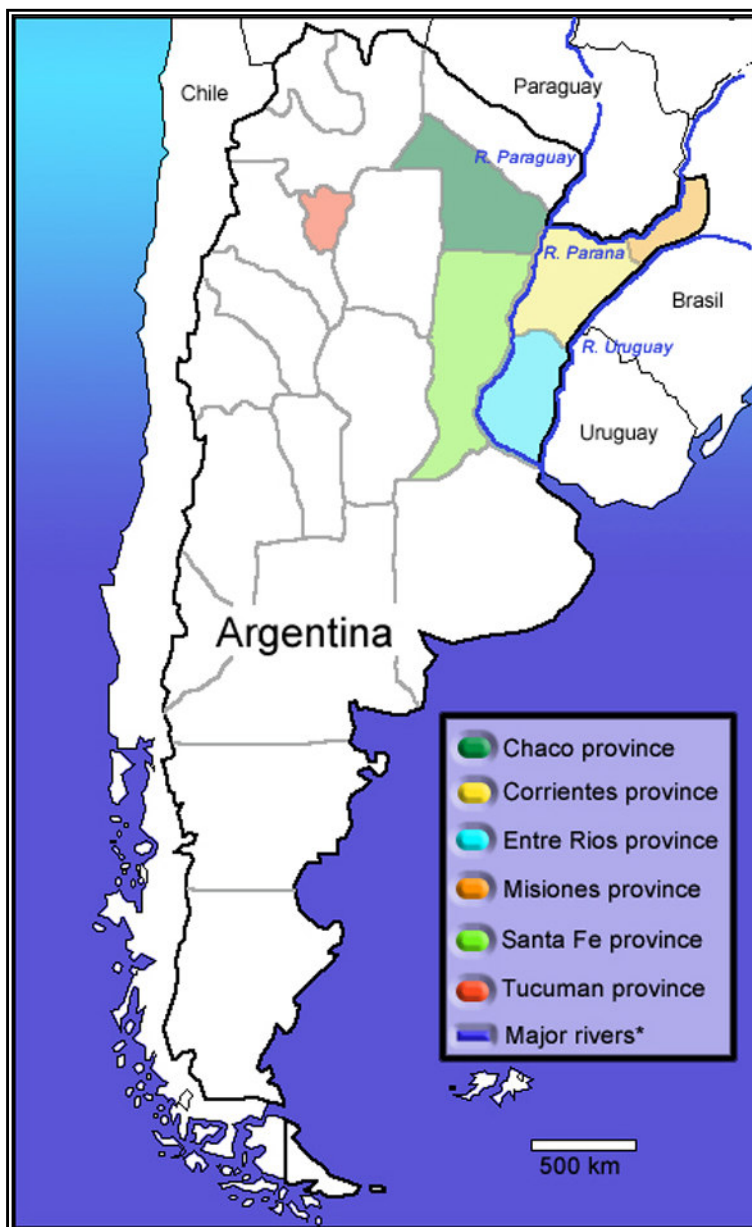 Chile
Paraguay
R. Paraguay
R. Parana
Brasil
R. Uruguay
Uruguay
Argentina
Chaco province
Corrientes province
Entre Rios province
Misiones province
Santa Fe province
Tucuman province
Major rivers*
500 km